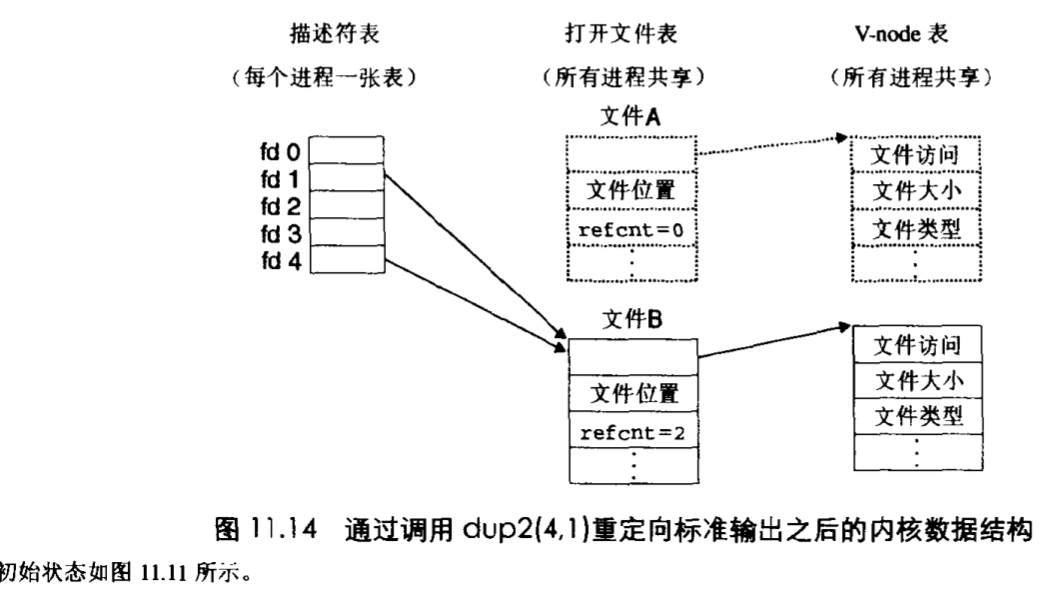 描述符表
(每个进程一张表)
打开文件表
(所有进程共享)
V-node 表
(所有进程共享)
fd 0
fd 1
fd 2
fd 3
fd 4
文件A
文件位置
refcnt=0
文件访问
文件大小
文件类型
文件B
文件位置
refcnt=2
文件访问
文件大小
文件类型
图 11.14 通过调用 dup2(4,1)重定向标准输出之后的内核数据结构
初始状态如图 11.11 所示。